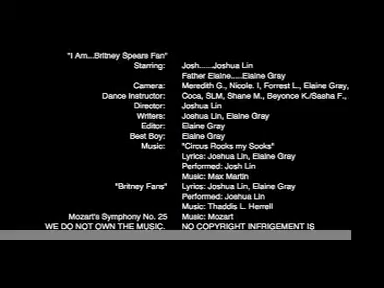 "I Am...Britney Spears Fan"
Starring: Josh......Joshua Lin
Father Elaine.....Elaine Gray
Camera: Meredith G., Nicole. I, Forrest L., Elaine Gray,
Dance Instructor: Coca, SLM, Shane M., Beyonce K./Sasha F.,
Director: Joshua Lin
Writers: Joshua Lin, Elaine Gray
Editor: Elaine Gray
Best Boy: Elaine Gray
Music: "Circus Rocks my Socks"
Lyrics: Joshua Lin, Elaine Gray
Performed: Josh Lin
Music: Max Martin
"Britney Fans" Lyrics: Joshua Lin, Elaine Gray
Performed: Joshua Lin
Music: Thaddis L. Herrell
Mozart's Symphony No. 25 Music: Mozart
WE DO NOT OWN THE MUSIC. NO COPYRIGHT INFRIGEMENT IS